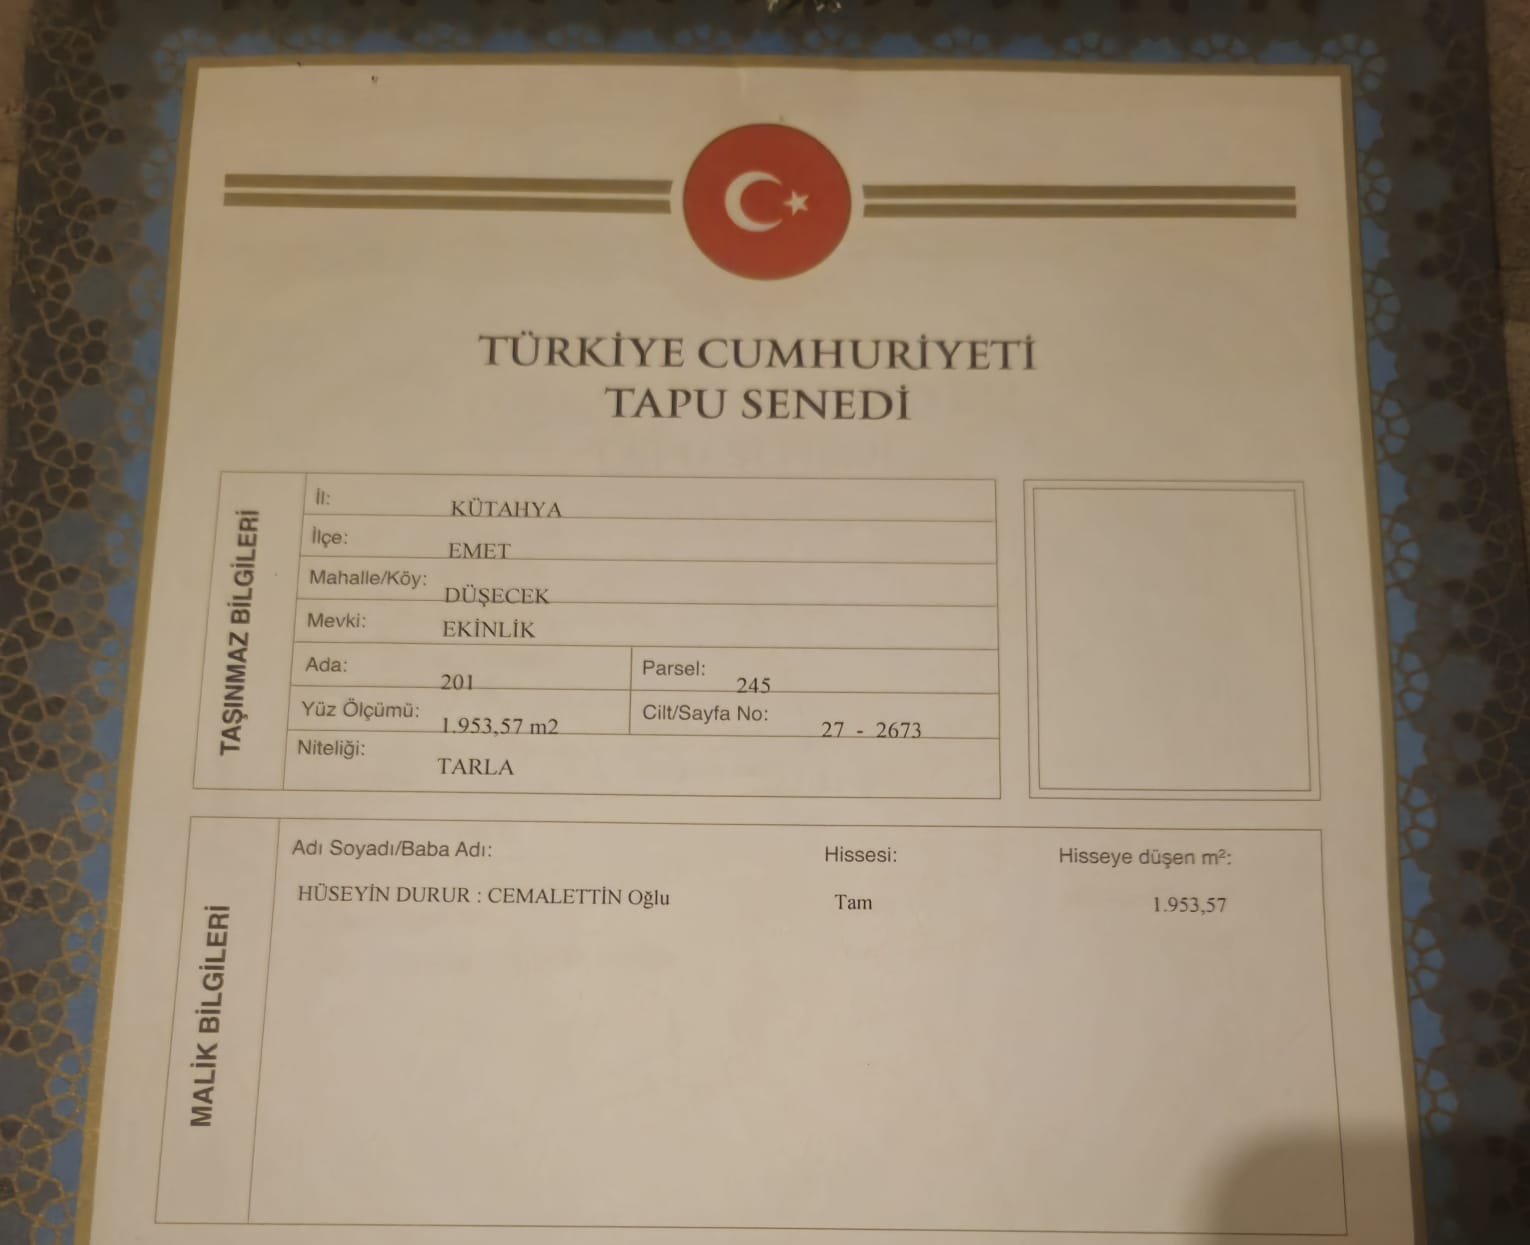 TÜRKİYE CUMHURİYETİ
TAPU SENEDİ
TAŞINMAZ BİLGİLERİ
İl: KÜTAHYA
İlçe: EMET
Mahalle/Köy: DÜŞECEK
Mevki: EKİNLİK
Ada: 201 Parsel: 245
Yüz Ölçümü: 1.953,57 m2 Cilt/Sayfa No: 27 - 2673
Niteliği: TARLA
MALİK BİLGİLERİ
Adı Soyadı/Baba Adı: Hissesi: Hisseye düşen m²:
HÜSEYİN DURUR : CEMALETTİN Oğlu Tam 1.953,57